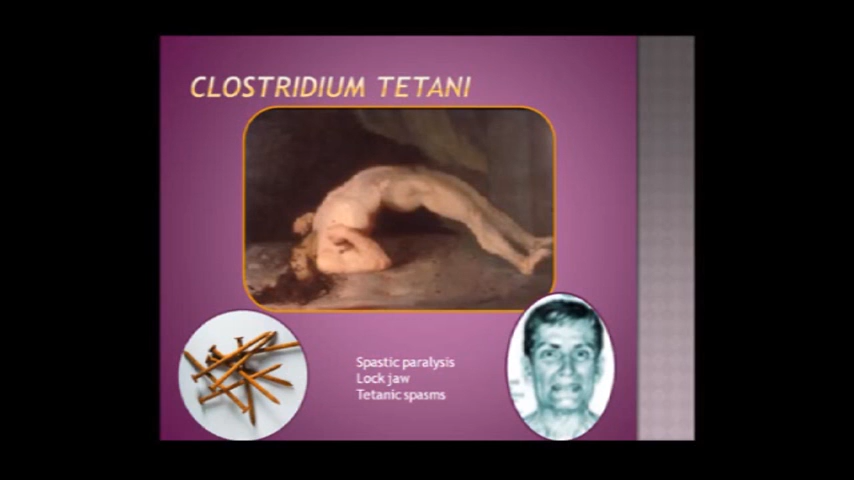 CLOSTRIDIUM TETANI
Spastic paralysis
Lock jaw
Tetanic spasms